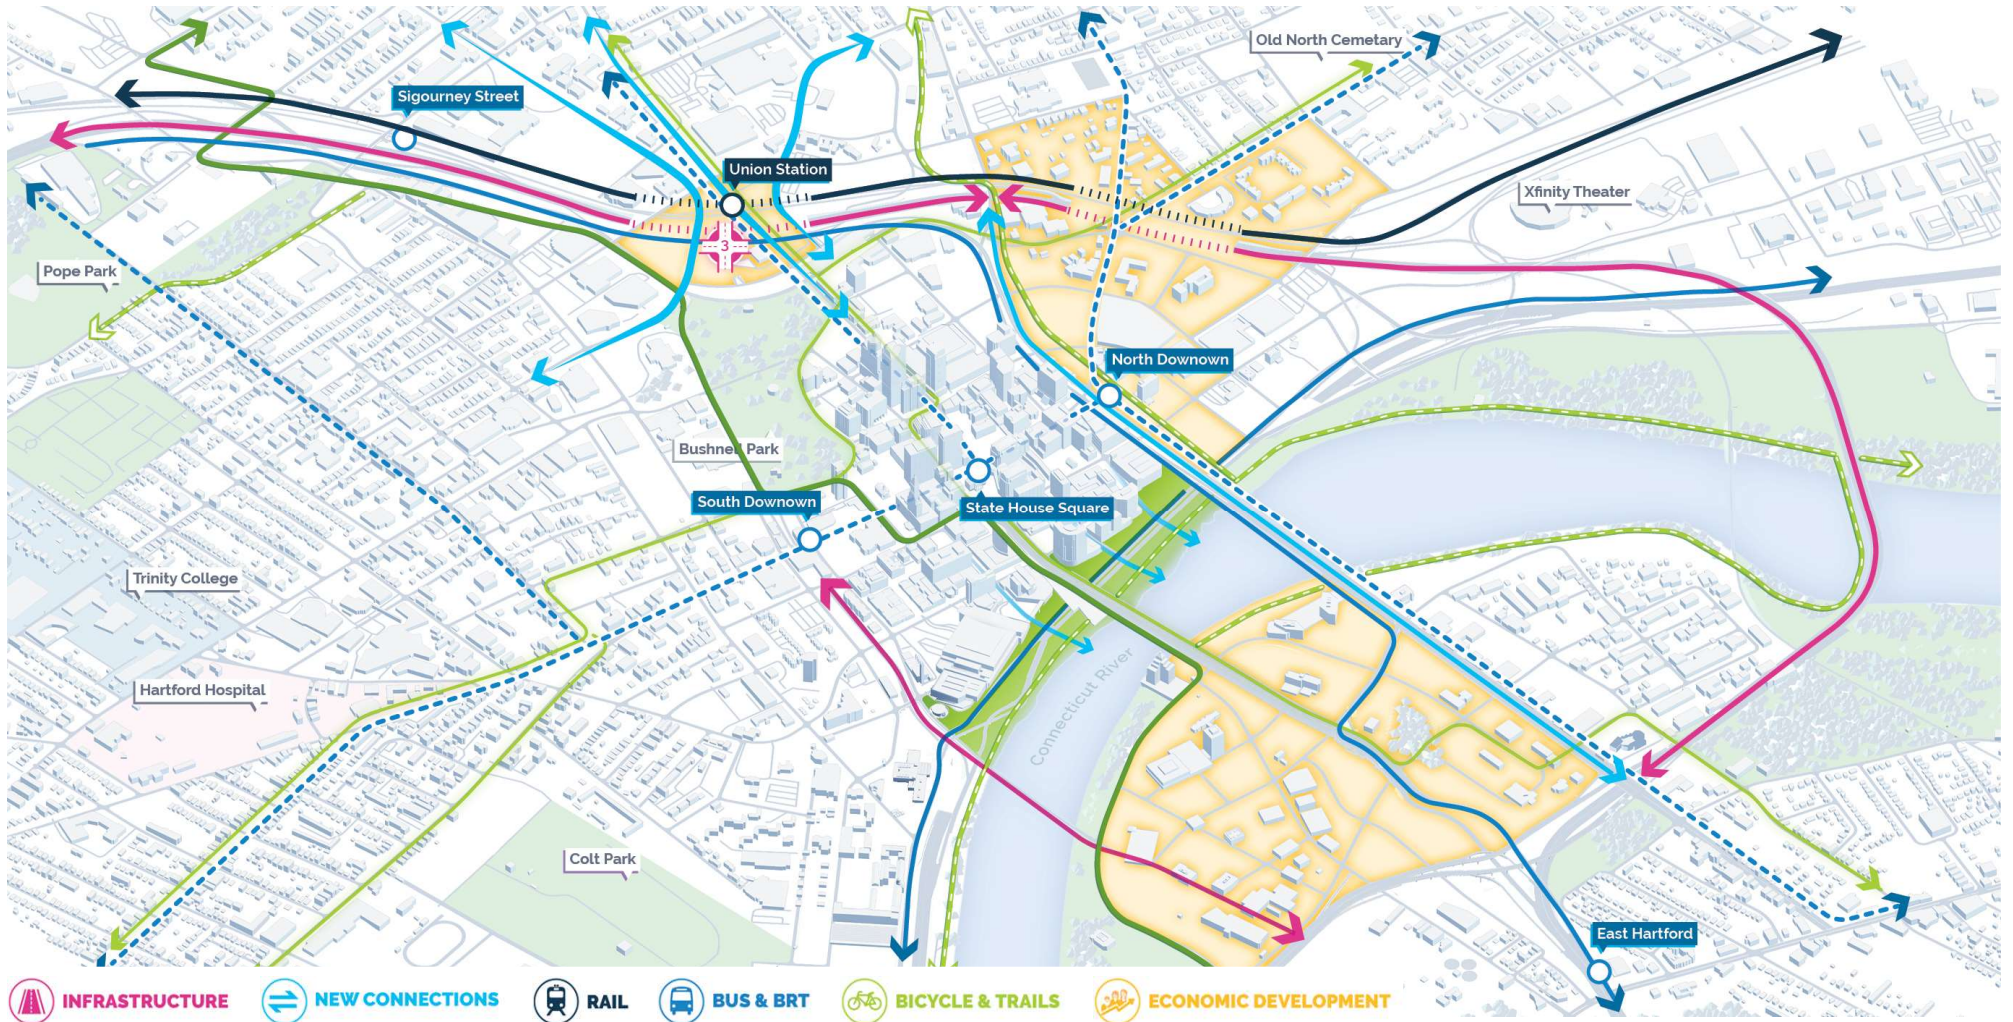 Old North Cemetary
Sigourney Street
Union Station
Xfinity Theater
Pope Park
3
North Downown
Bushnell Park
South Downown
State House Square
Trinity College
Hartford Hospital
Connecticut River
Colt Park
East Hartford
INFRASTRUCTURE
NEW CONNECTIONS
RAIL
BUS & BRT
BICYCLE & TRAILS
ECONOMIC DEVELOPMENT